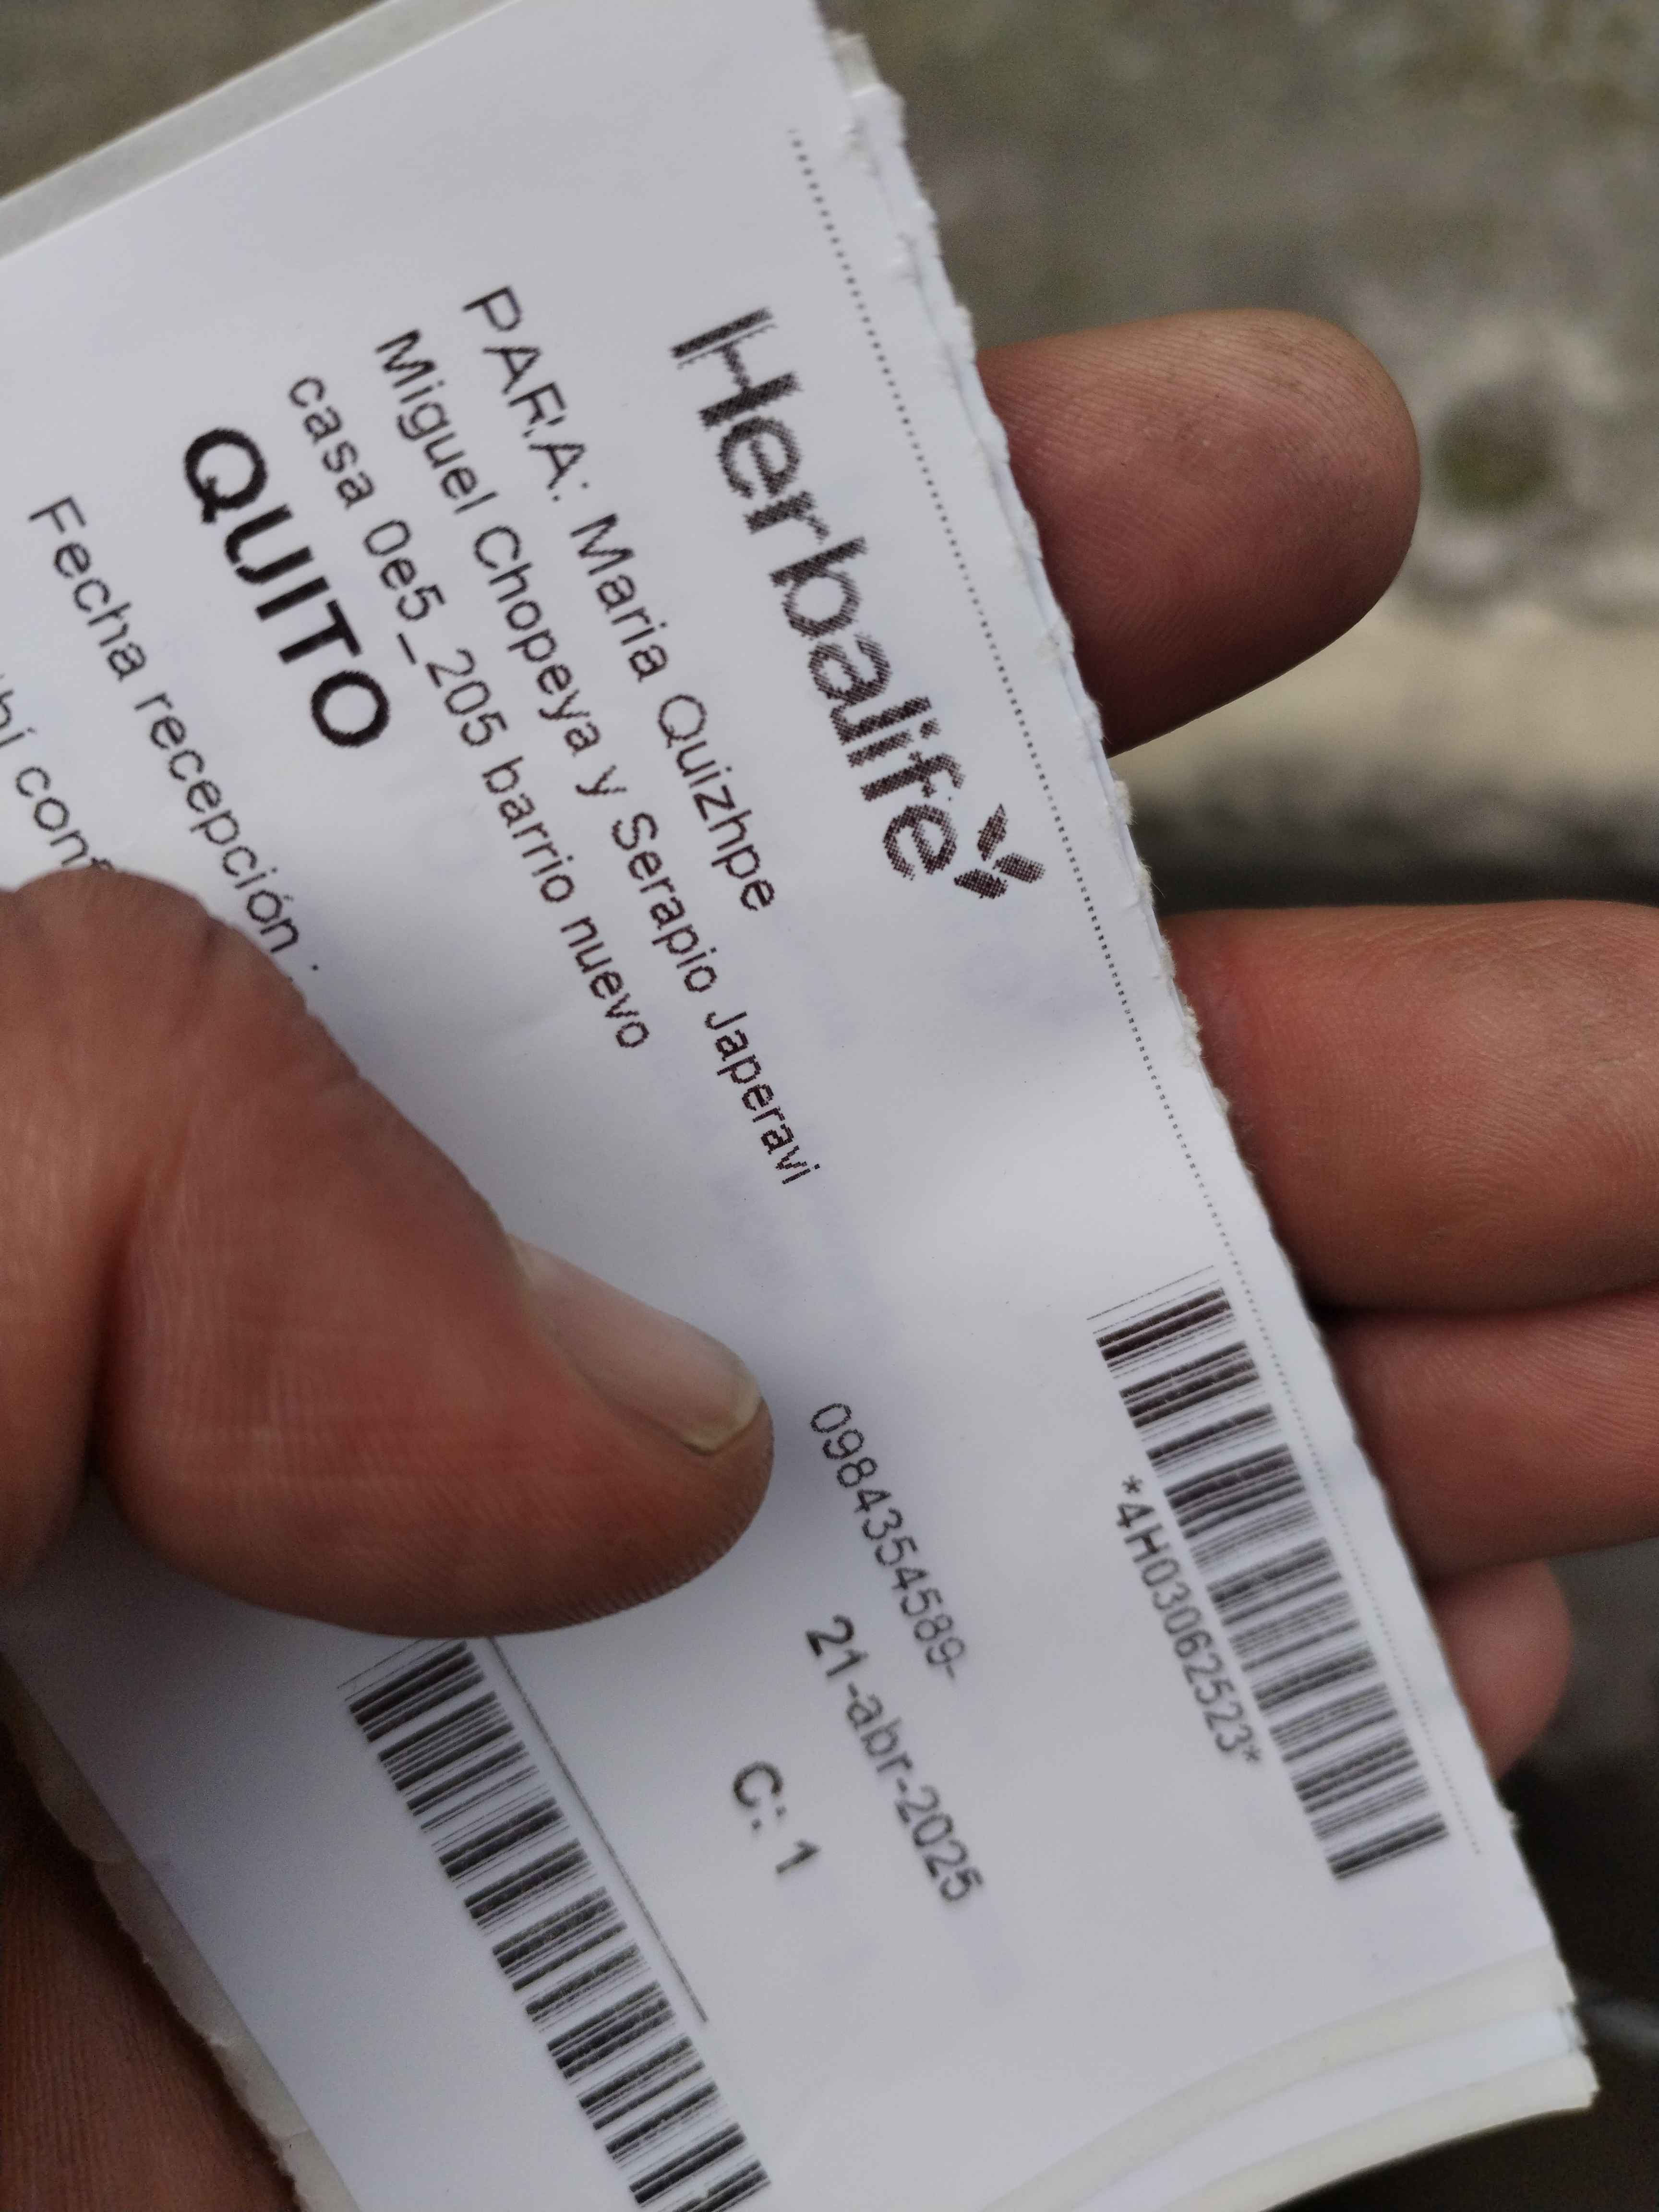 Herbalife
*4H03062523*
PARA: Maria Quizhpe
0984354589-
Miguel Chopeya y Serapio Japeravi
casa 0e5_205 barrio nuevo
21-abr-2025
QUITO
C: 1
Fecha recepción